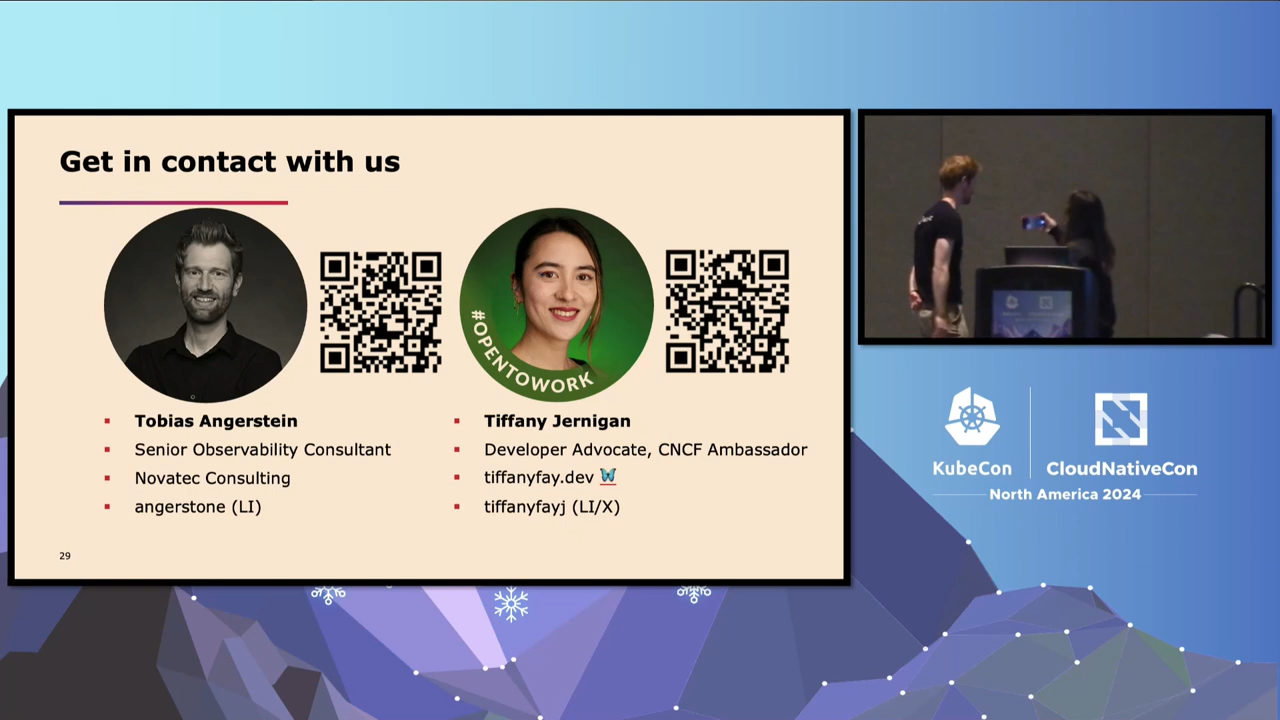 Get in contact with us
#OPENTOWORK
Tobias Angerstein
Senior Observability Consultant
Novatec Consulting
angerstone (LI)
Tiffany Jernigan
Developer Advocate, CNCF Ambassador
tiffanyfay.dev 🦋
tiffanyfayj (LI/X)
29
KubeCon
CloudNativeCon
North America 2024